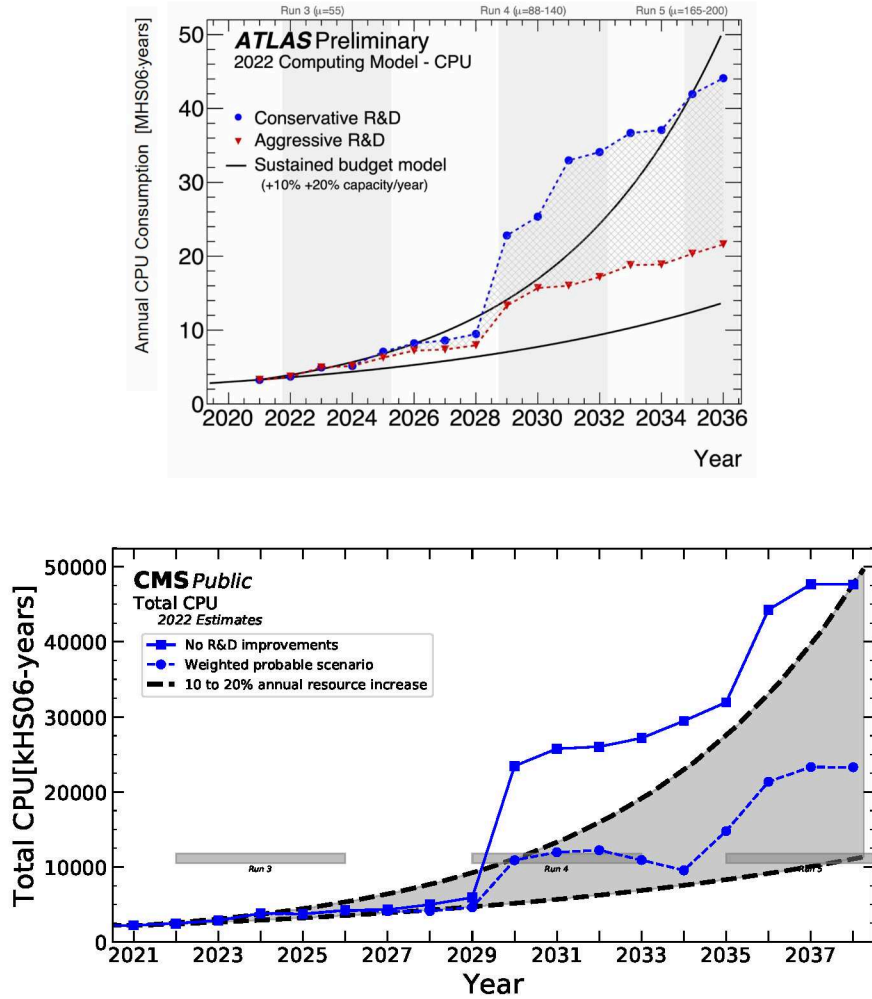 Run 3 (μ=55) Run 4 (μ=88-140) Run 5 (μ=165-200)
ATLAS Preliminary
2022 Computing Model - CPU
Conservative R&D
Aggressive R&D
Sustained budget model
(+10% +20% capacity/year)
Annual CPU Consumption [MHS06·years]
50
40
30
20
10
0
2020 2022 2024 2026 2028 2030 2032 2034 2036
Year
CMS Public
Total CPU
2022 Estimates
No R&D improvements
Weighted probable scenario
10 to 20% annual resource increase
Total CPU[kHS06-years]
50000
40000
30000
20000
10000
0
Run 3 Run 4 Run 5
2021 2023 2025 2027 2029 2031 2033 2035 2037
Year